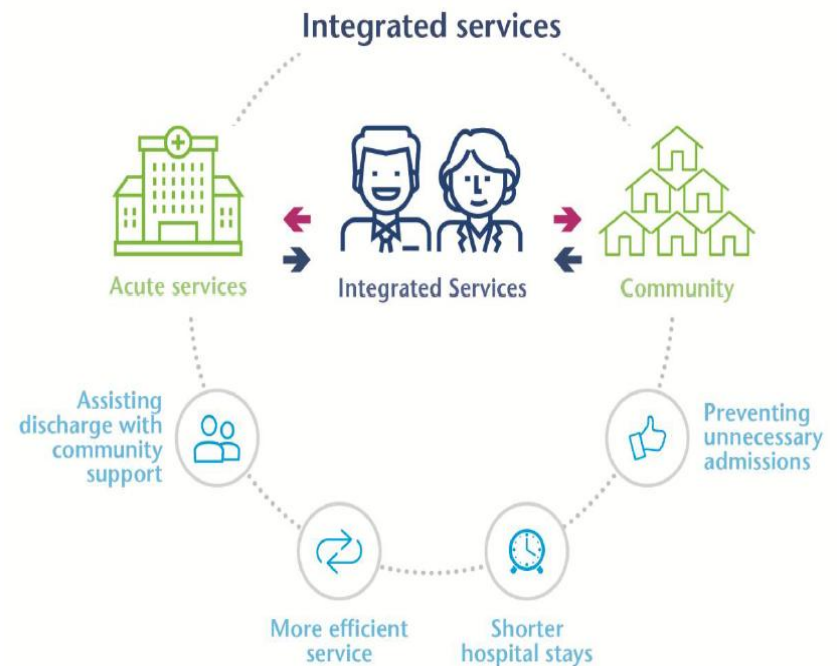 Integrated services
Acute services
Integrated Services
Community
Assisting
discharge with
community
support
Preventing
unnecessary
admissions
More efficient
service
Shorter
hospital stays